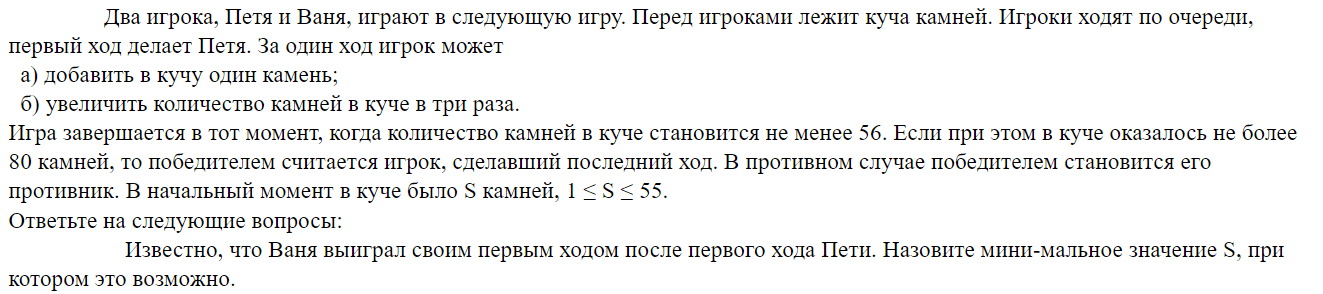 Два игрока, Петя и Ваня, играют в следующую игру. Перед игроками лежит куча камней. Игроки ходят по очереди,
первый ход делает Петя. За один ход игрок может
а) добавить в кучу один камень;
б) увеличить количество камней в куче в три раза.
Игра завершается в тот момент, когда количество камней в куче становится не менее 56. Если при этом в куче оказалось не более
80 камней, то победителем считается игрок, сделавший последний ход. В противном случае победителем становится его
противник. В начальный момент в куче было S камней, 1 ≤ S ≤ 55.
Ответьте на следующие вопросы:
Известно, что Ваня выиграл своим первым ходом после первого хода Пети. Назовите мини-мальное значение S, при
котором это возможно.